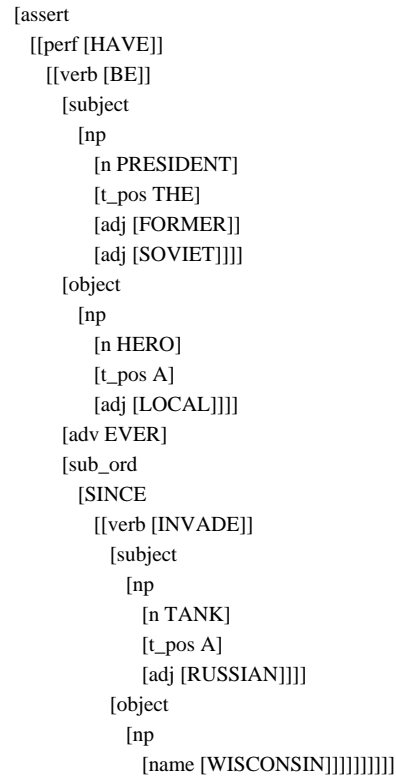 [assert
[[perf [HAVE]]
[[verb [BE]]
[subject
[np
[n PRESIDENT]
[t_pos THE]
[adj [FORMER]]
[adj [SOVIET]]]]
[object
[np
[n HERO]
[t_pos A]
[adj [LOCAL]]]]
[adv EVER]
[sub_ord
[SINCE
[[verb [INVADE]]
[subject
[np
[n TANK]
[t_pos A]
[adj [RUSSIAN]]]]
[object
[np
[name [WISCONSIN]]]]]]]]]]